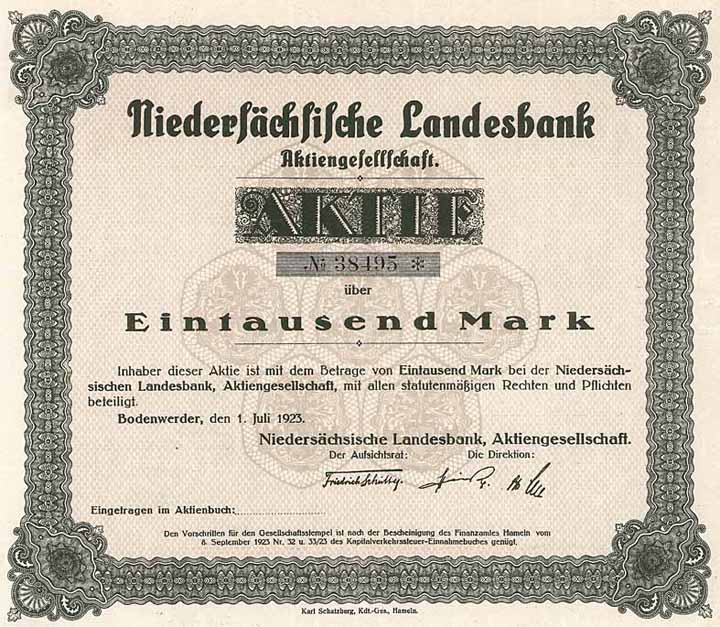 Niedersächsische Landesbank
Aktiengesellschaft.
AKTIE
№ 38495 *
über
Eintausend Mark
Inhaber dieser Aktie ist mit dem Betrage von Eintausend Mark bei der Niedersäch-
sischen Landesbank, Aktiengesellschaft, mit allen statutenmäßigen Rechten und Pflichten
beteiligt.
Bodenwerder, den 1. Juli 1923.
Niedersächsische Landesbank, Aktiengesellschaft.
Der Aufsichtsrat: Die Direktion:
Eingetragen im Aktienbuch:
Den Vorschriften für den Gesellschaftsstempel ist nach der Bescheinigung des Finanzamtes Hameln vom
8. September 1923 Nr. 32 u. 33/23 des Kapitalverkehrssteuer-Einnahmebuches genügt.
Karl Schatzberg, Kdt.-Ges., Hameln.